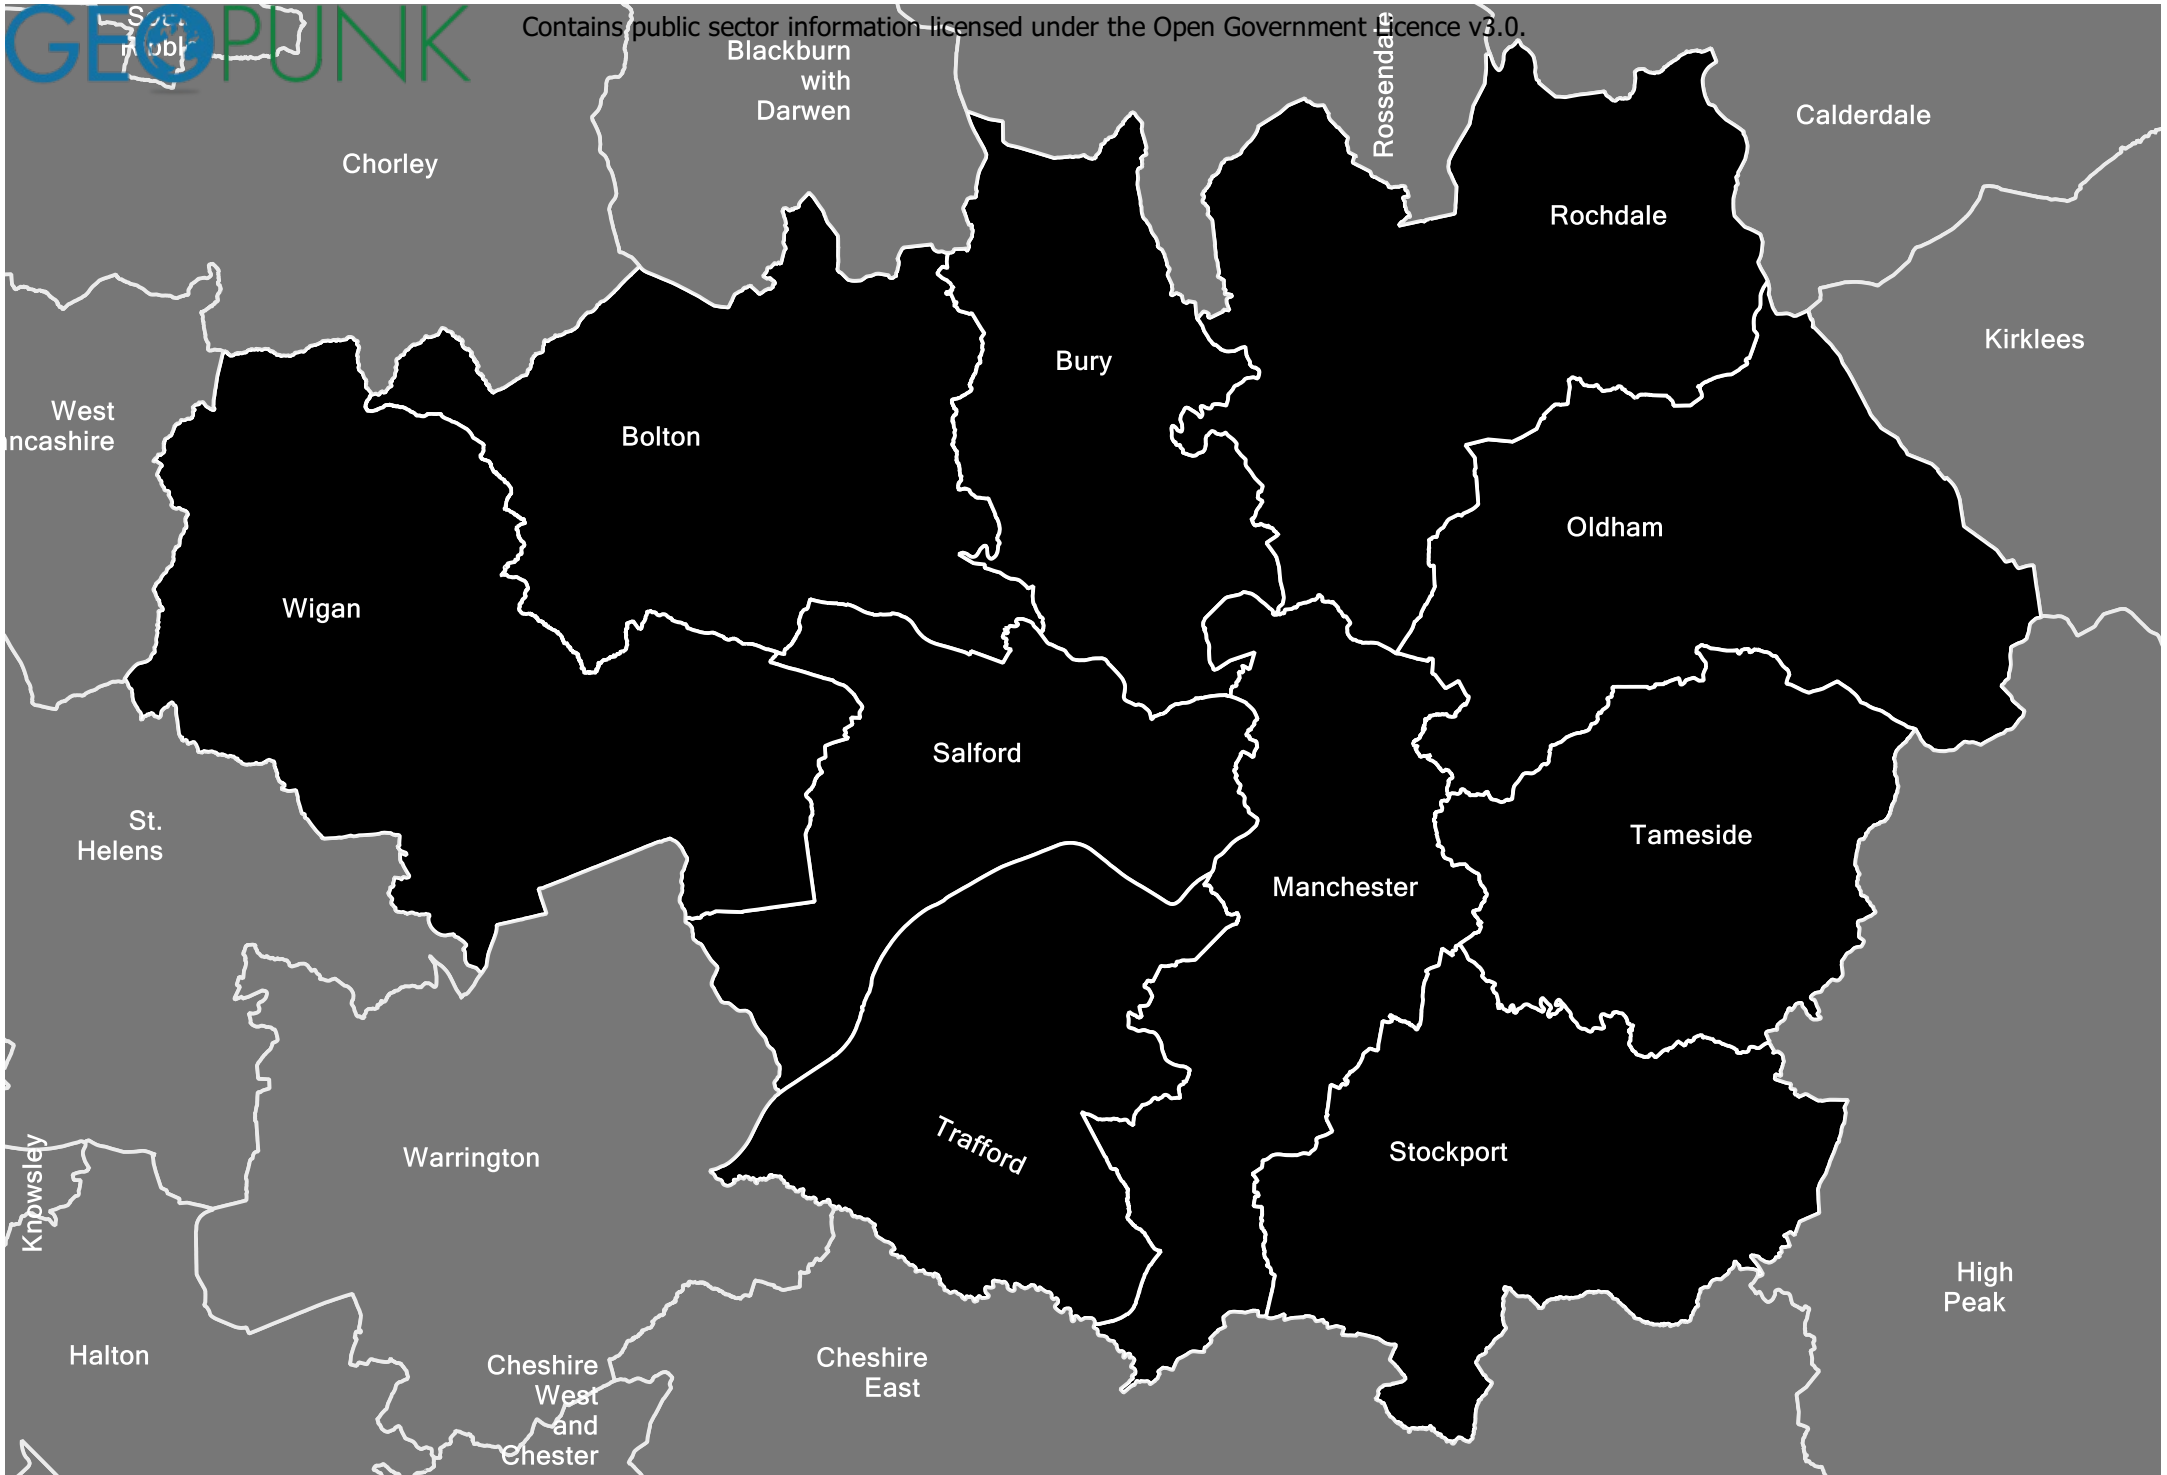 GEOPUNK
Contains public sector information licensed under the Open Government Licence v3.0.
Blackburn
with
Darwen
Rossendale
Calderdale
Chorley
Rochdale
Kirklees
West
ncashire
Bury
Bolton
Oldham
Wigan
Salford
St.
Helens
Tameside
Manchester
Knowsley
Warrington
Trafford
Stockport
High
Peak
Halton
Cheshire
West
and
Chester
Cheshire
East